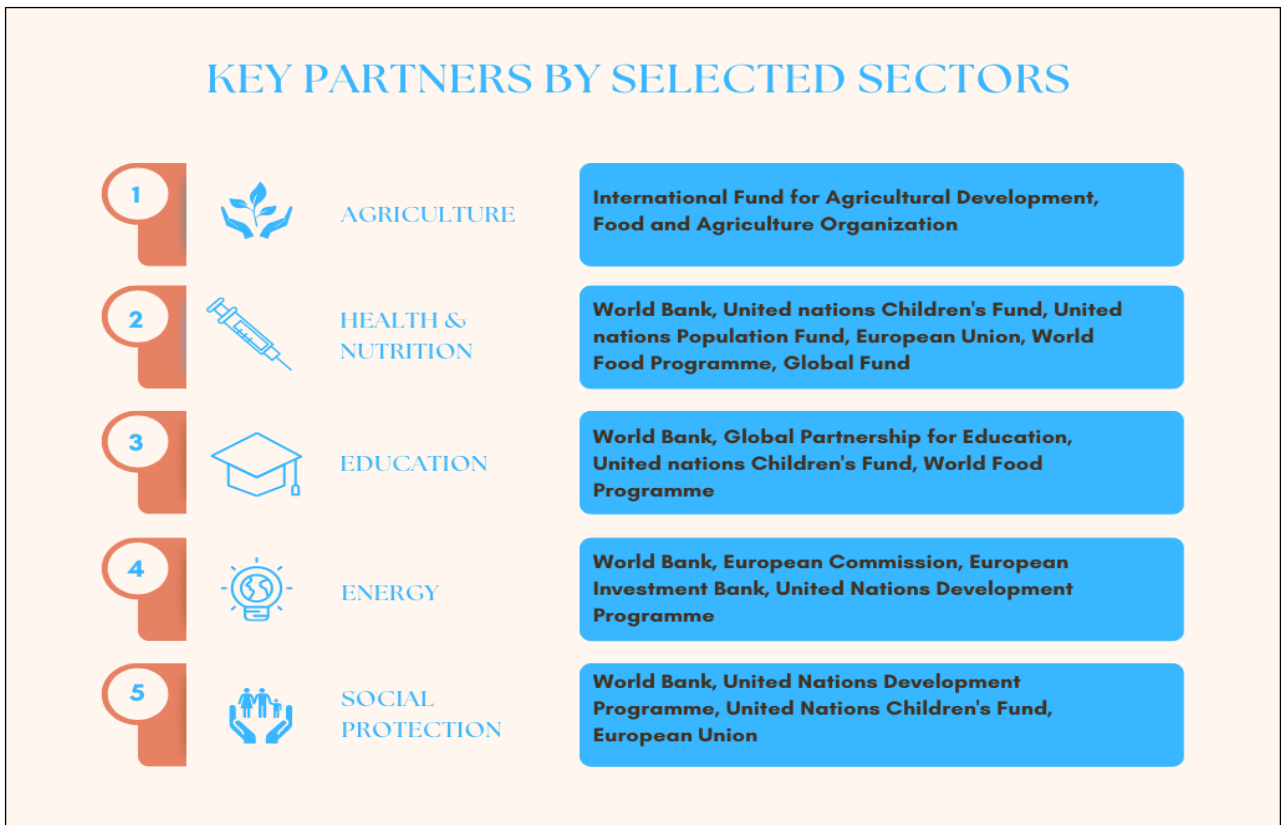 KEY PARTNERS BY SELECTED SECTORS
1
AGRICULTURE
International Fund for Agricultural Development,
Food and Agriculture Organization
2
HEALTH &
NUTRITION
World Bank, United nations Children's Fund, United
nations Population Fund, European Union, World
Food Programme, Global Fund
3
EDUCATION
World Bank, Global Partnership for Education,
United nations Children's Fund, World Food
Programme
4
ENERGY
World Bank, European Commission, European
Investment Bank, United Nations Development
Programme
5
SOCIAL
PROTECTION
World Bank, United Nations Development
Programme, United Nations Children's Fund,
European Union